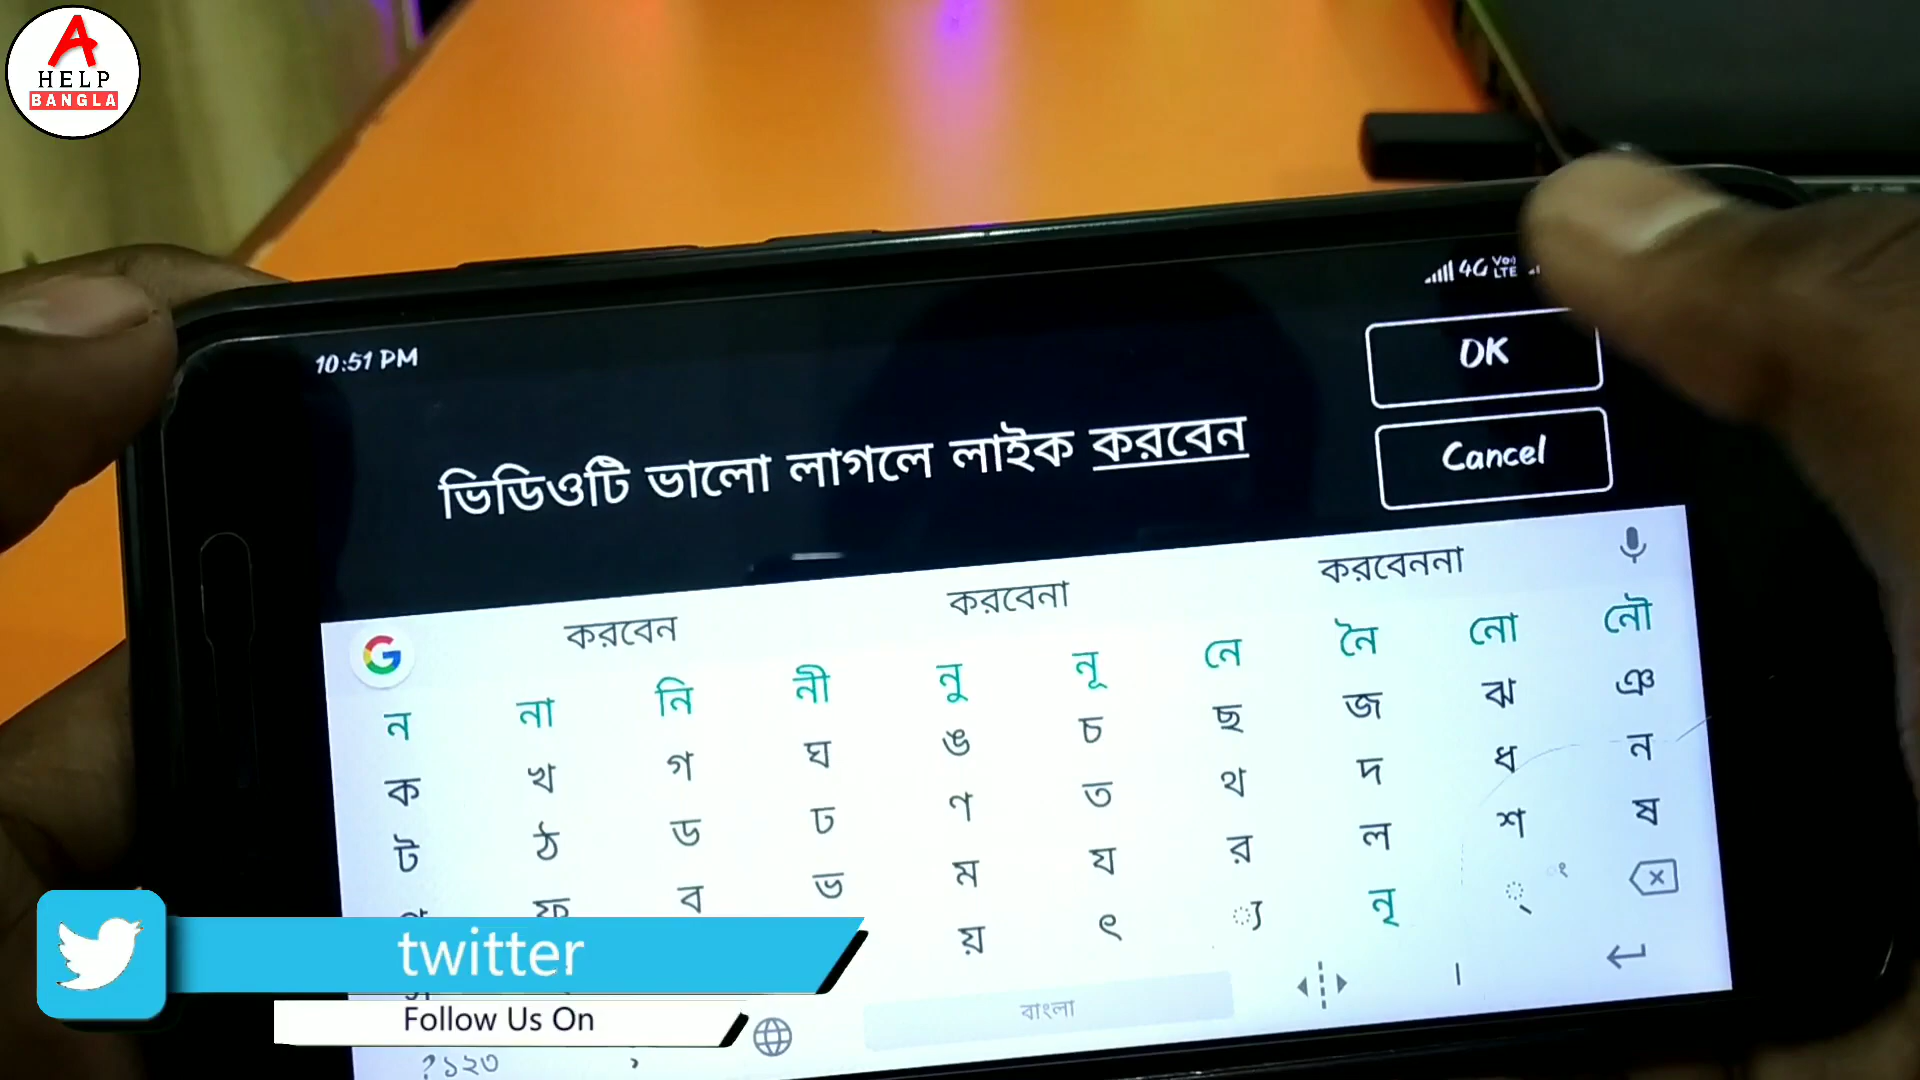 A
HELP
BANGLA
4G VoLTE
10:51 PM
OK
Cancel
ভিডিওটি ভালো লাগলে লাইক করবেন
করবেন করবেনা করবেননা
G
ন না নি নী নু নূ নে নৈ নো নৌ
ক খ গ ঘ ঙ চ ছ জ ঝ ঞ
ট ঠ ড ঢ ণ ত থ দ ধ ন
ফ ব ভ ম য র ল শ ষ
য় ৎ ্য নৃ ্
twitter
Follow Us On
বাংলা ।
?১২৩ ,